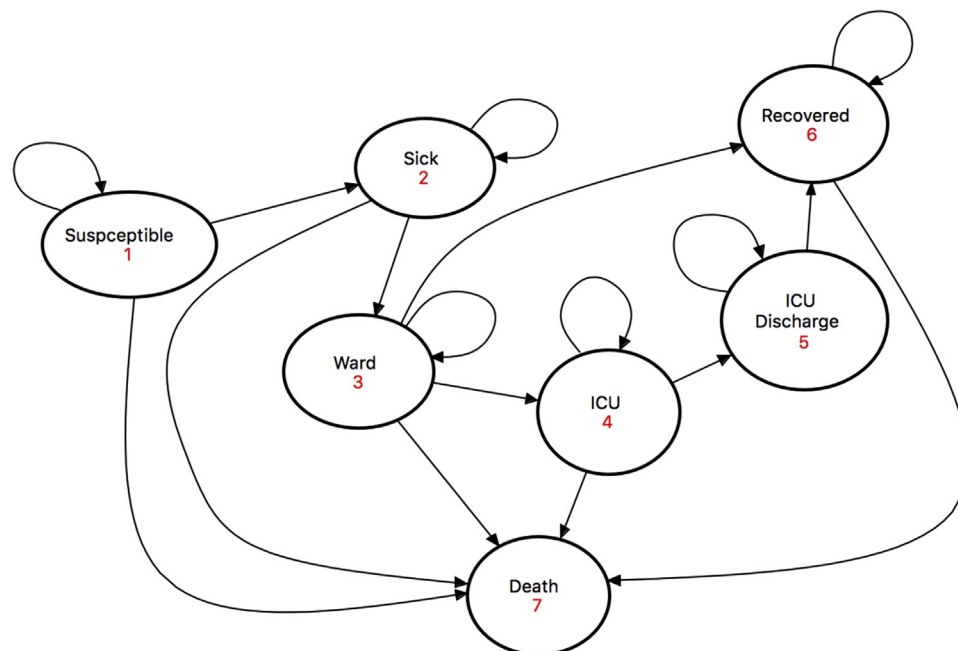 Suspceptible
1
Sick
2
Ward
3
ICU
4
ICU
Discharge
5
Recovered
6
Death
7